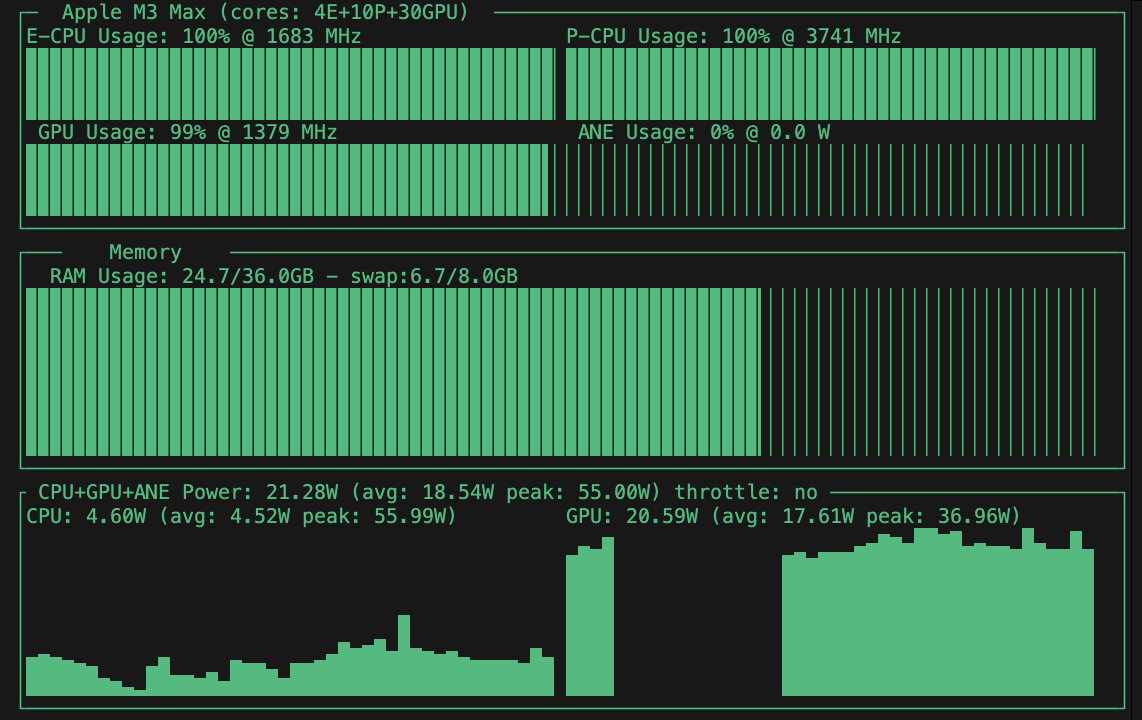 Apple M3 Max (cores: 4E+10P+30GPU)
E-CPU Usage: 100% @ 1683 MHz
P-CPU Usage: 100% @ 3741 MHz
GPU Usage: 99% @ 1379 MHz
ANE Usage: 0% @ 0.0 W
Memory
RAM Usage: 24.7/36.0GB - swap:6.7/8.0GB
CPU+GPU+ANE Power: 21.28W (avg: 18.54W peak: 55.00W) throttle: no
CPU: 4.60W (avg: 4.52W peak: 55.99W)
GPU: 20.59W (avg: 17.61W peak: 36.96W)